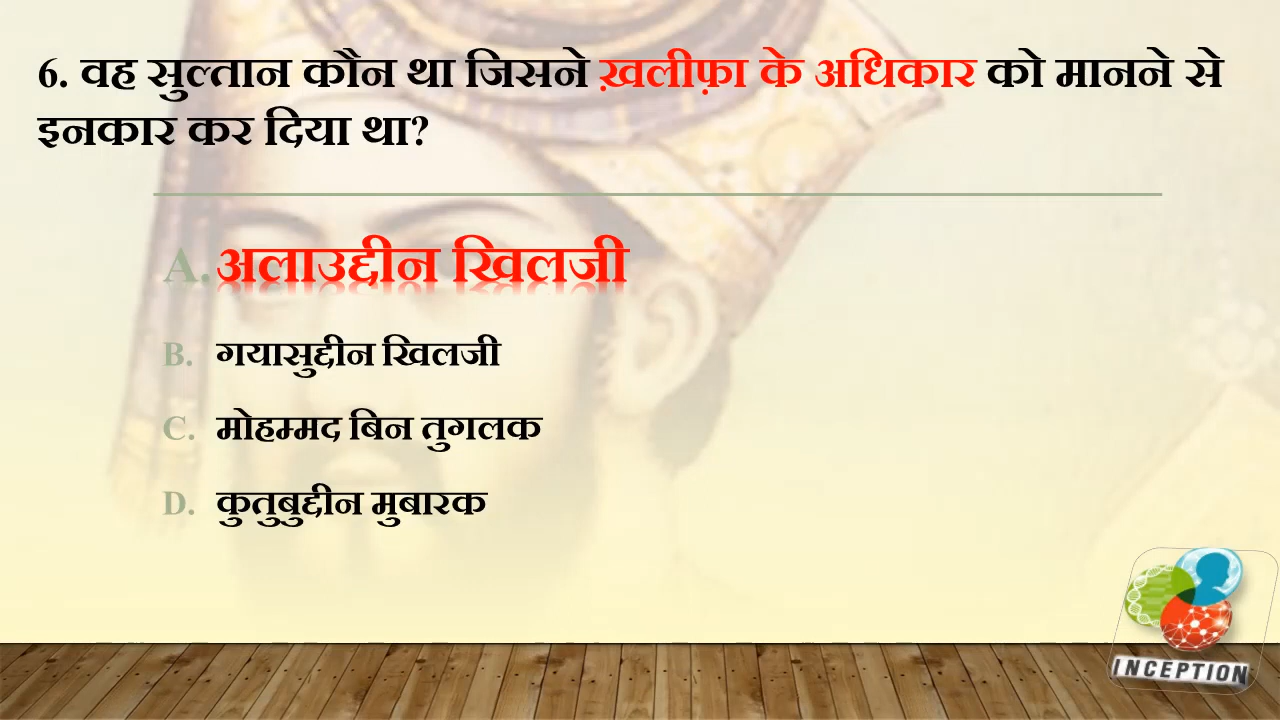 6. वह सुल्तान कौन था जिसने ख़लीफ़ा के अधिकार को मानने से
इनकार कर दिया था?
A. अलाउद्दीन खिलजी
B. गयासुद्दीन खिलजी
C. मोहम्मद बिन तुगलक
D. कुतुबुद्दीन मुबारक
INCEPTION